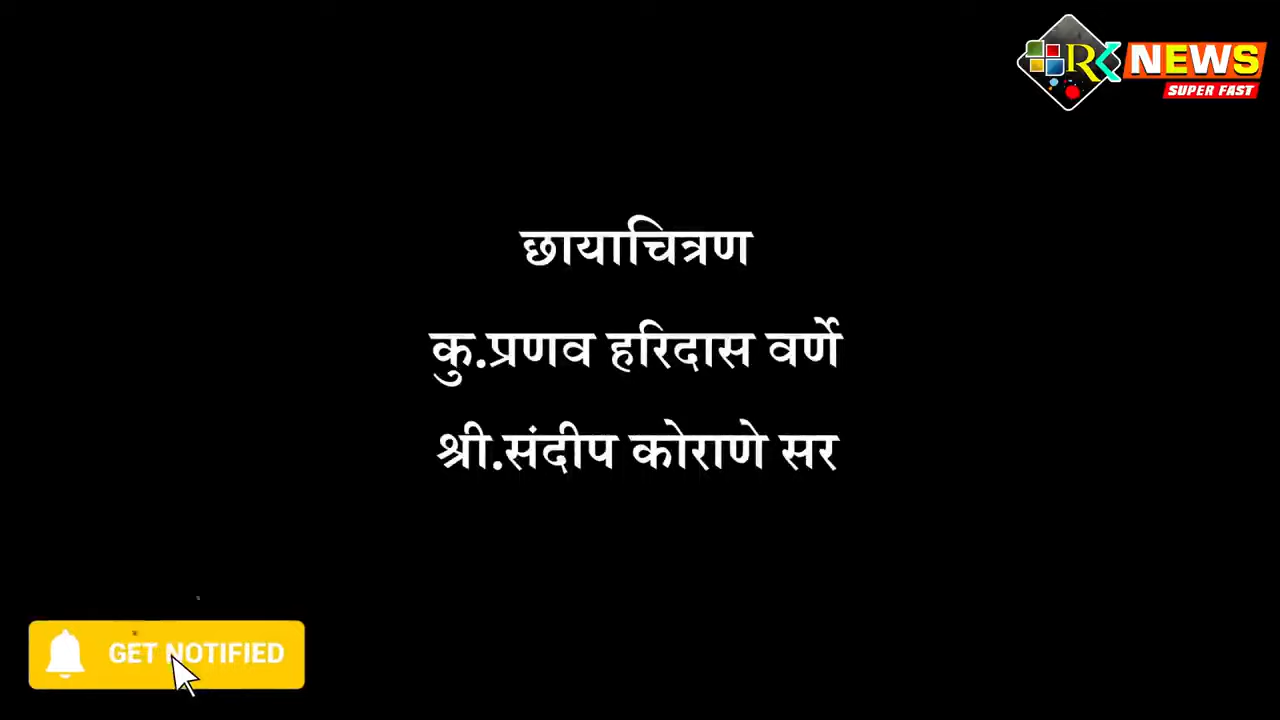 RK NEWS
SUPER FAST
छायाचित्रण
कु.प्रणव हरिदास वर्णे
श्री.संदीप कोराणे सर
GET NOTIFIED